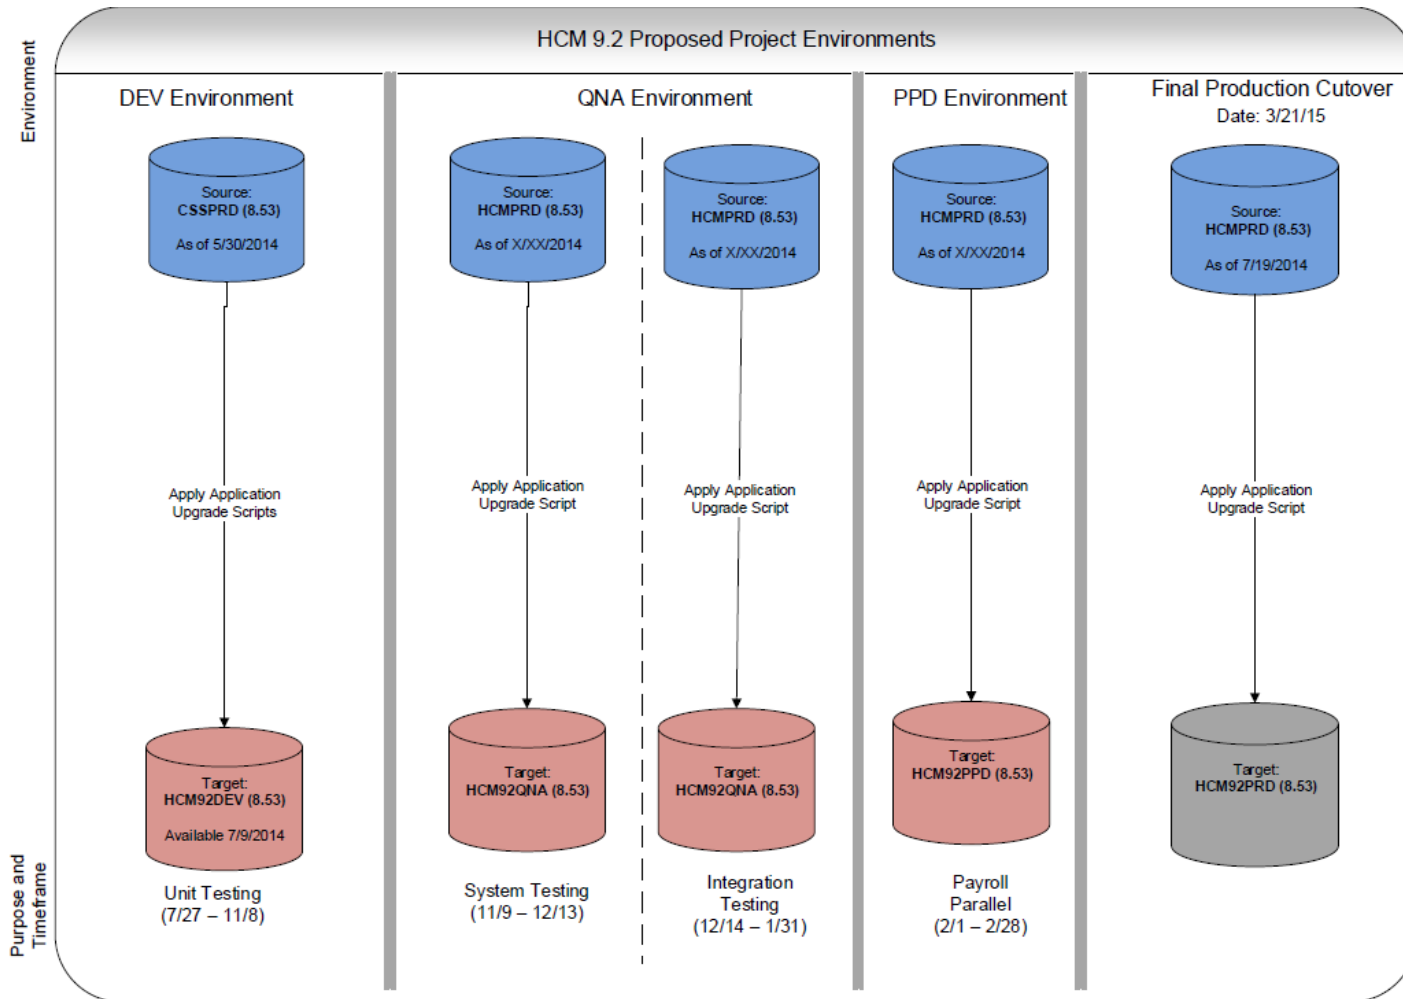 HCM 9.2 Proposed Project Environments
Environment
DEV Environment
QNA Environment
PPD Environment
Final Production Cutover
Date: 3/21/15
Source:
CSSPRD (8.53)
As of 5/30/2014
Source:
HCMPRD (8.53)
As of X/XX/2014
Source:
HCMPRD (8.53)
As of X/XX/2014
Source:
HCMPRD (8.53)
As of X/XX/2014
Source:
HCMPRD (8.53)
As of 7/19/2014
Apply Application
Upgrade Scripts
Apply Application
Upgrade Script
Apply Application
Upgrade Script
Apply Application
Upgrade Script
Apply Application
Upgrade Script
Target:
HCM92DEV (8.53)
Available 7/9/2014
Target:
HCM92QNA (8.53)
Target:
HCM92QNA (8.53)
Target:
HCM92PPD (8.53)
Target:
HCM92PRD (8.53)
Purpose and
Timeframe
Unit Testing
(7/27 – 11/8)
System Testing
(11/9 – 12/13)
Integration
Testing
(12/14 – 1/31)
Payroll
Parallel
(2/1 – 2/28)